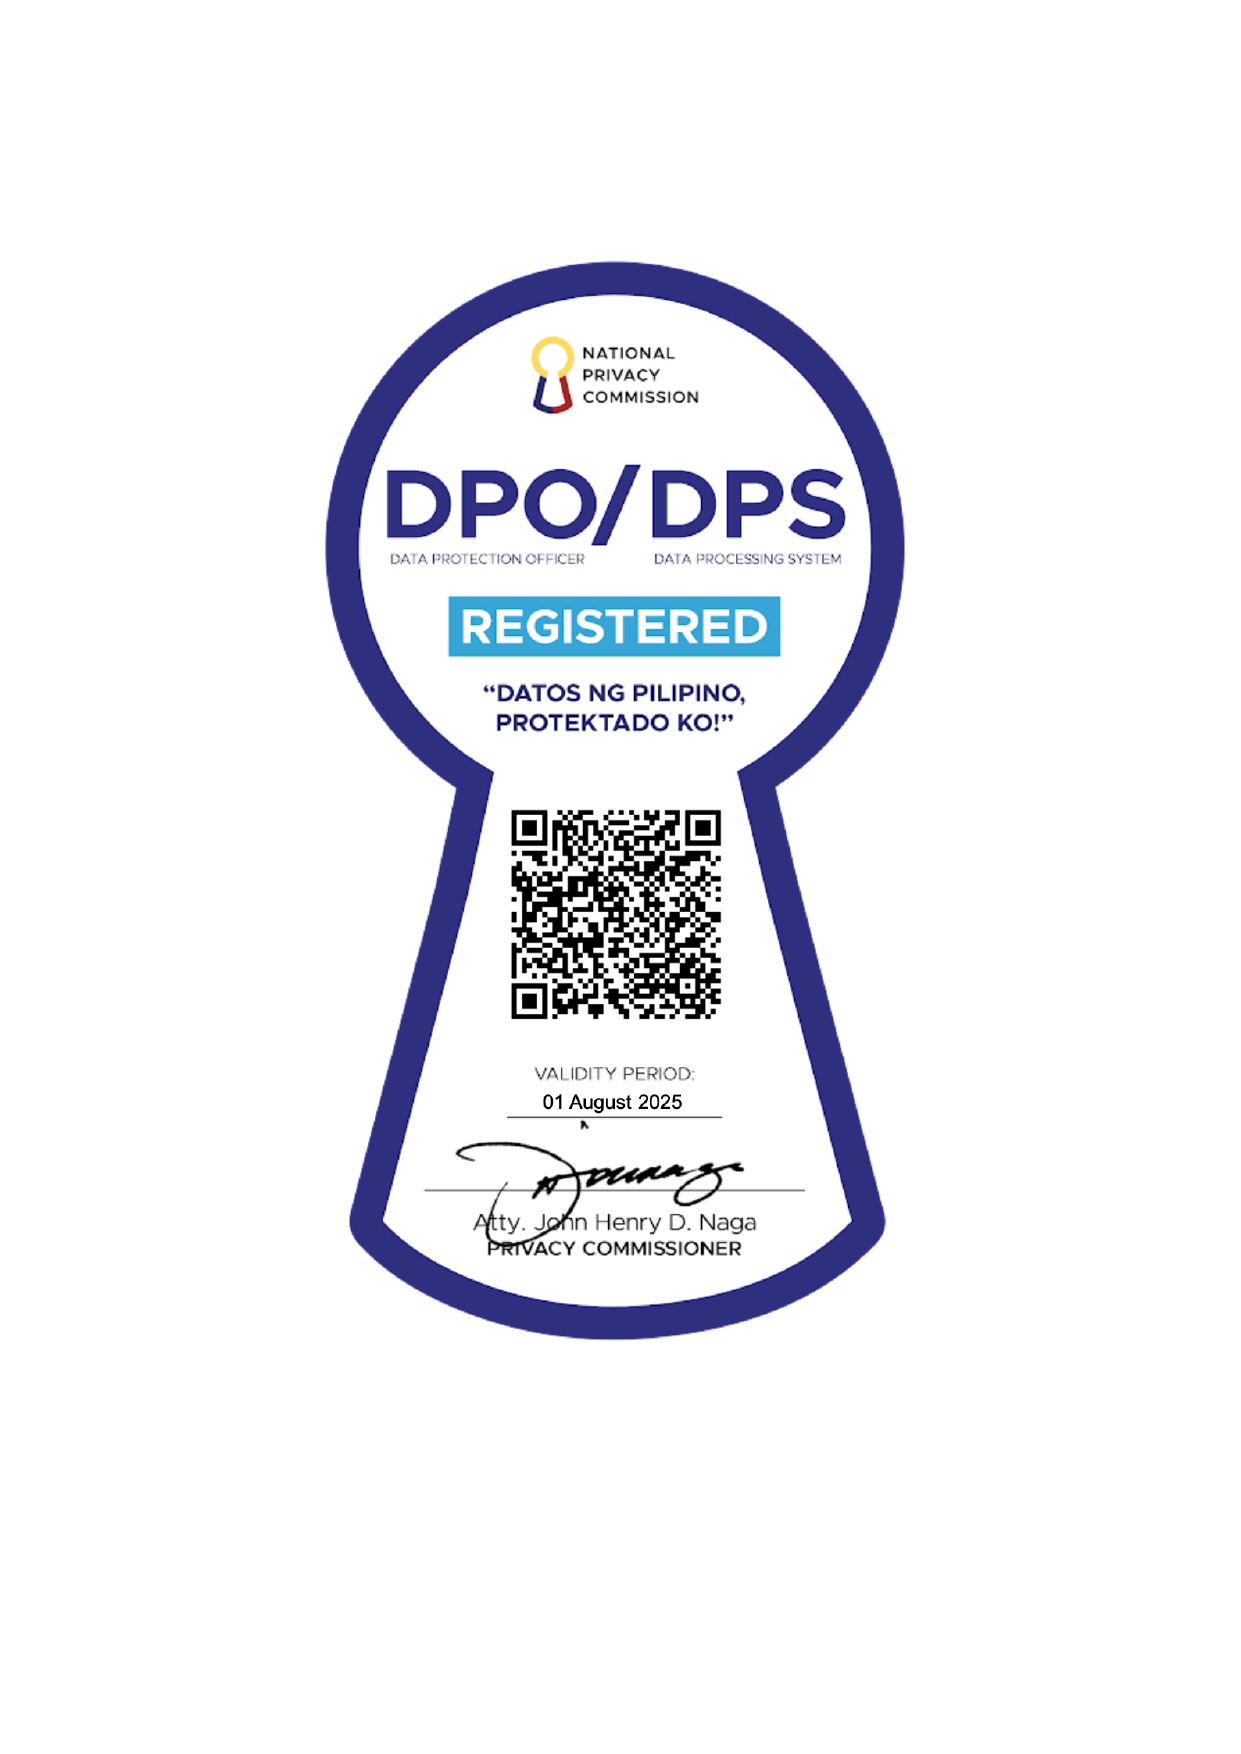 NATIONAL
PRIVACY
COMMISSION
DPO/DPS
DATA PROTECTION OFFICER DATA PROCESSING SYSTEM
REGISTERED
“DATOS NG PILIPINO,
PROTEKTADO KO!”
VALIDITY PERIOD:
01 August 2025
Atty. John Henry D. Naga
PRIVACY COMMISSIONER